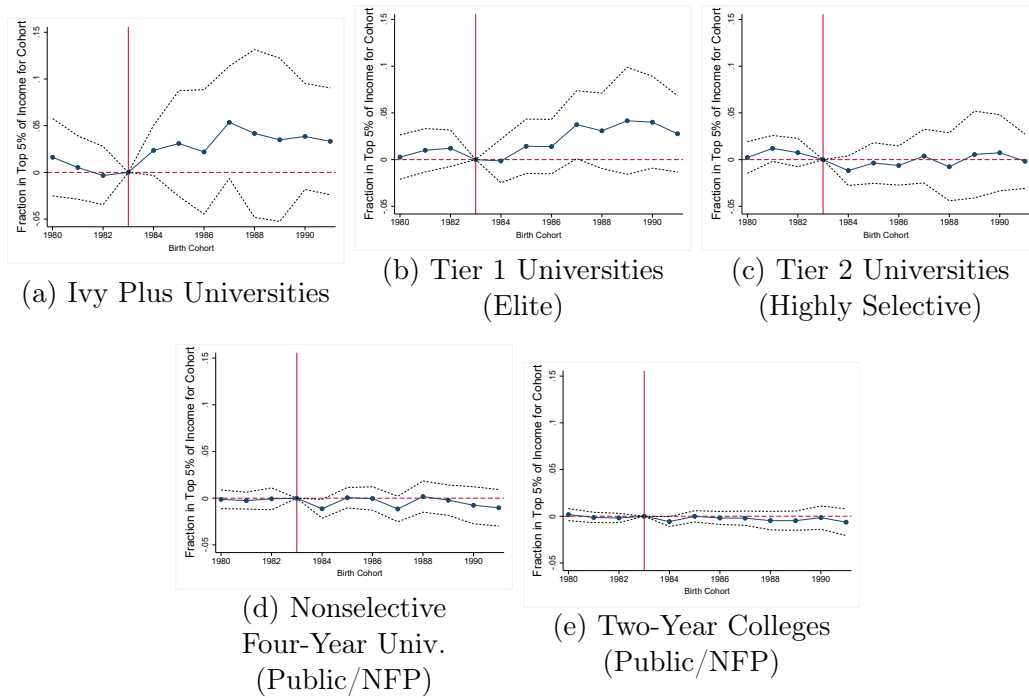 Fraction in Top 5% of Income for Cohort
.15
.1
.05
0
-.05
1980 1982 1984 1986 1988 1990
Birth Cohort
(a) Ivy Plus Universities
Fraction in Top 5% of Income for Cohort
.15
.1
.05
0
-.05
1980 1982 1984 1986 1988 1990
Birth Cohort
(b) Tier 1 Universities
(Elite)
Fraction in Top 5% of Income for Cohort
.15
.1
.05
0
-.05
1980 1982 1984 1986 1988 1990
Birth Cohort
(c) Tier 2 Universities
(Highly Selective)
Fraction in Top 5% of Income for Cohort
.15
.1
.05
0
-.05
1980 1982 1984 1986 1988 1990
Birth Cohort
(d) Nonselective
Four-Year Univ.
(Public/NFP)
Fraction in Top 5% of Income for Cohort
.15
.1
.05
0
-.05
1980 1982 1984 1986 1988 1990
Birth Cohort
(e) Two-Year Colleges
(Public/NFP)